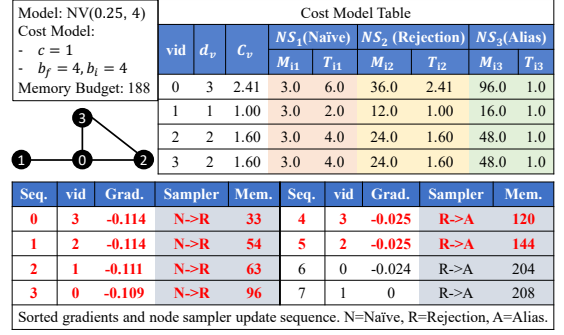 Model: NV(0.25, 4)
Cost Model:
- c = 1
- b_f = 4, b_i = 4
Memory Budget: 188
3
1 0 2
Cost Model Table
vid d_v C_v NS_1(Naïve) NS_2 (Rejection) NS_3(Alias)
M_i1 T_i1 M_i2 T_i2 M_i3 T_i3
0 3 2.41 3.0 6.0 36.0 2.41 96.0 1.0
1 1 1.00 3.0 2.0 12.0 1.00 16.0 1.0
2 2 1.60 3.0 4.0 24.0 1.60 48.0 1.0
3 2 1.60 3.0 4.0 24.0 1.60 48.0 1.0
Seq. vid Grad. Sampler Mem. Seq. vid Grad. Sampler Mem.
0 3 -0.114 N->R 33 4 3 -0.025 R->A 120
1 2 -0.114 N->R 54 5 2 -0.025 R->A 144
2 1 -0.111 N->R 63 6 0 -0.024 R->A 204
3 0 -0.109 N->R 96 7 1 0 R->A 208
Sorted gradients and node sampler update sequence. N=Naïve, R=Rejection, A=Alias.